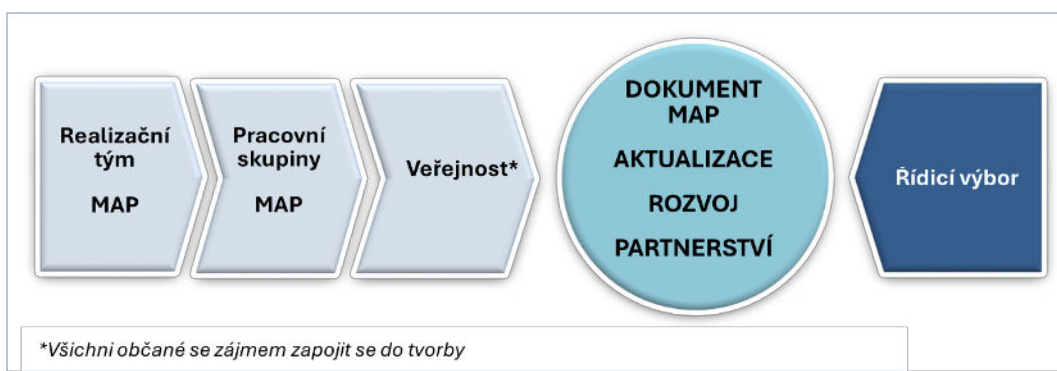 Realizační
tým
MAP
Pracovní
skupiny
MAP
Veřejnost*
DOKUMENT
MAP
AKTUALIZACE
ROZVOJ
PARTNERSTVÍ
Řídicí výbor
*Všichni občané se zájmem zapojit se do tvorby